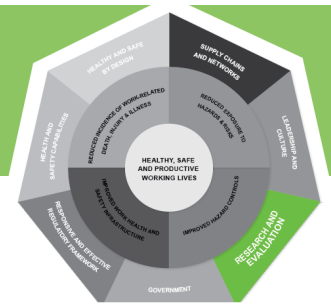 HEALTHY AND SAFE
BY DESIGN
SUPPLY CHAINS
AND NETWORKS
LEADERSHIP AND
CULTURE
RESEARCH AND
EVALUATION
GOVERNMENT
RESPONSIVE AND EFFECTIVE
REGULATORY FRAMEWORK
HEALTH AND
SAFETY CAPABILITIES
REDUCED INCIDENCE OF WORK-RELATED
DEATH, INJURY & ILLNESS
REDUCED EXPOSURE TO
HAZARDS & RISKS
IMPROVED HAZARD CONTROLS
IMPROVED WORK HEALTH AND
SAFETY INFRASTRUCTURE
HEALTHY, SAFE
AND PRODUCTIVE
WORKING LIVES